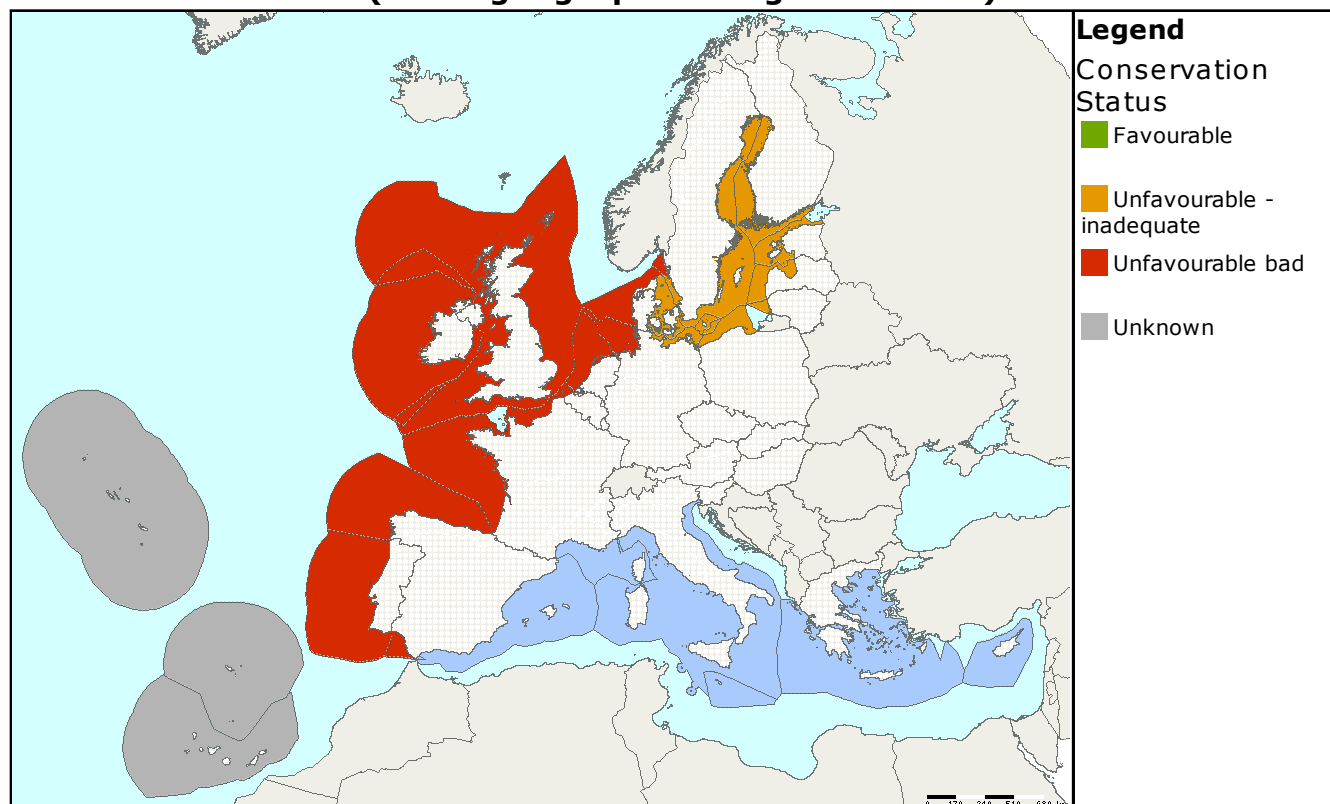 Legend
Conservation
Status
Favourable
Unfavourable -
inadequate
Unfavourable bad
Unknown